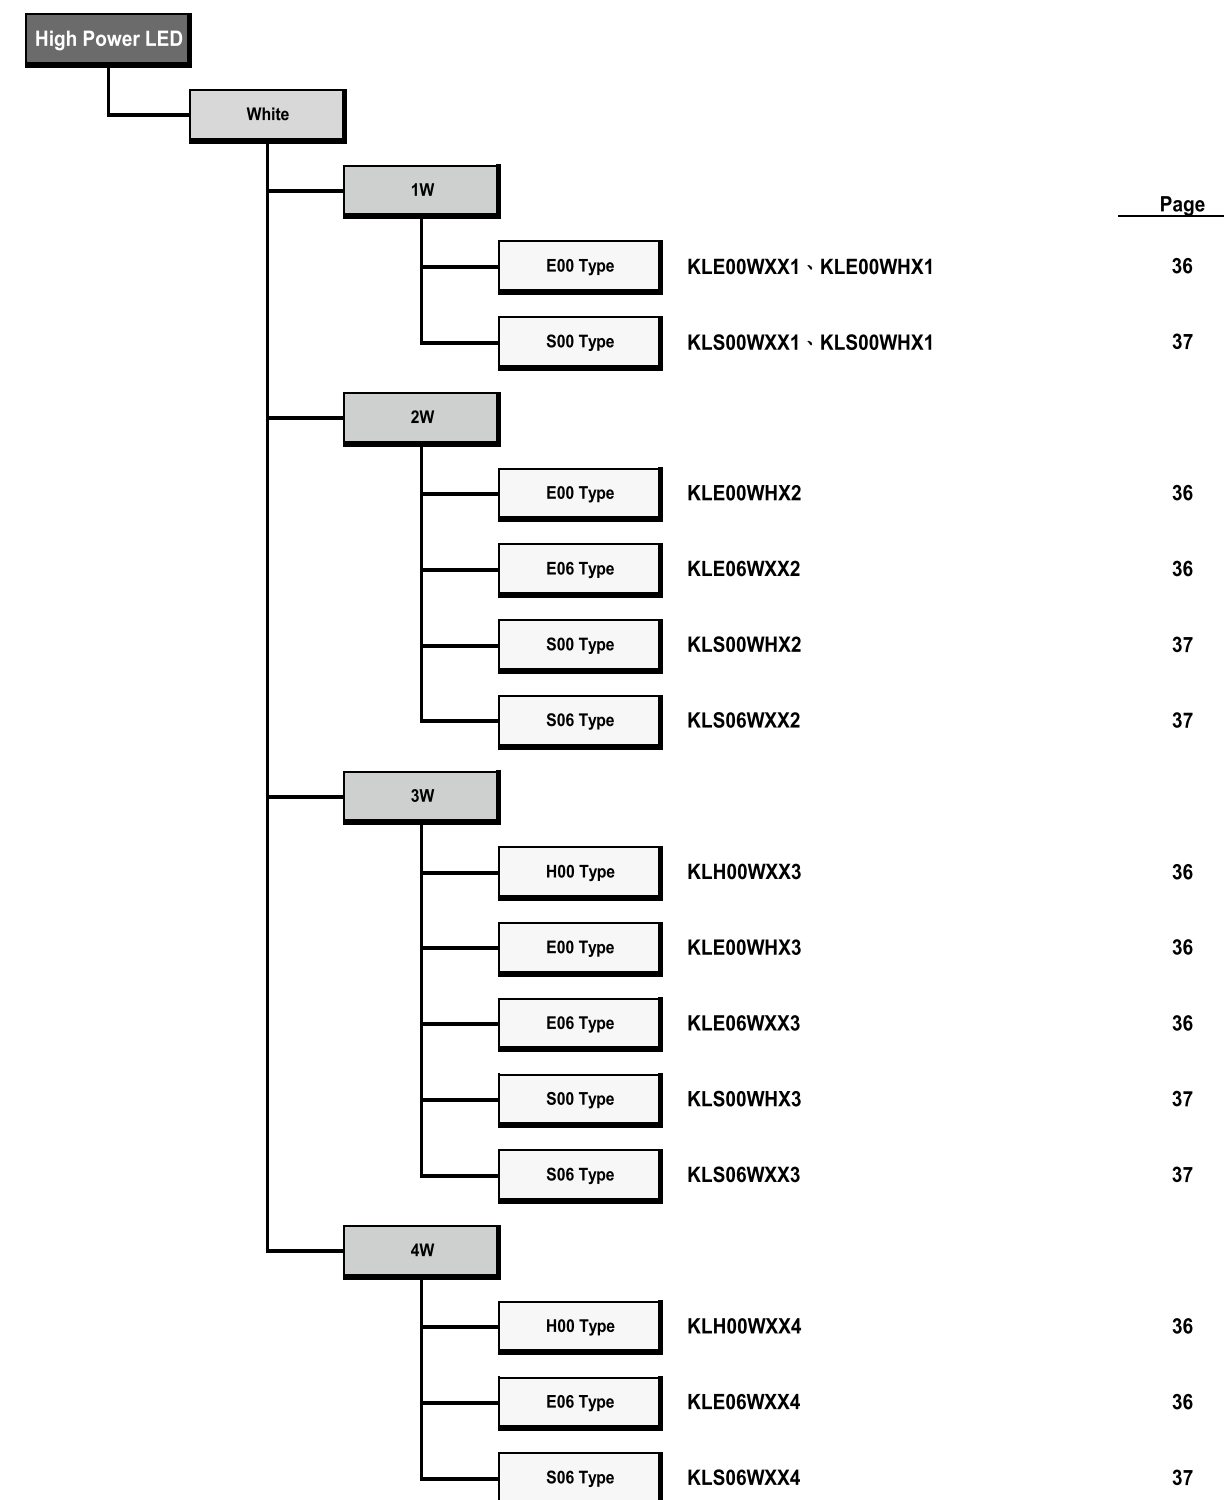 High Power LED
White
1W
Page
E00 Type KLE00WXX1、KLE00WHX1 36
S00 Type KLS00WXX1、KLS00WHX1 37
2W
E00 Type KLE00WHX2 36
E06 Type KLE06WXX2 36
S00 Type KLS00WHX2 37
S06 Type KLS06WXX2 37
3W
H00 Type KLH00WXX3 36
E00 Type KLE00WHX3 36
E06 Type KLE06WXX3 36
S00 Type KLS00WHX3 37
S06 Type KLS06WXX3 37
4W
H00 Type KLH00WXX4 36
E06 Type KLE06WXX4 36
S06 Type KLS06WXX4 37